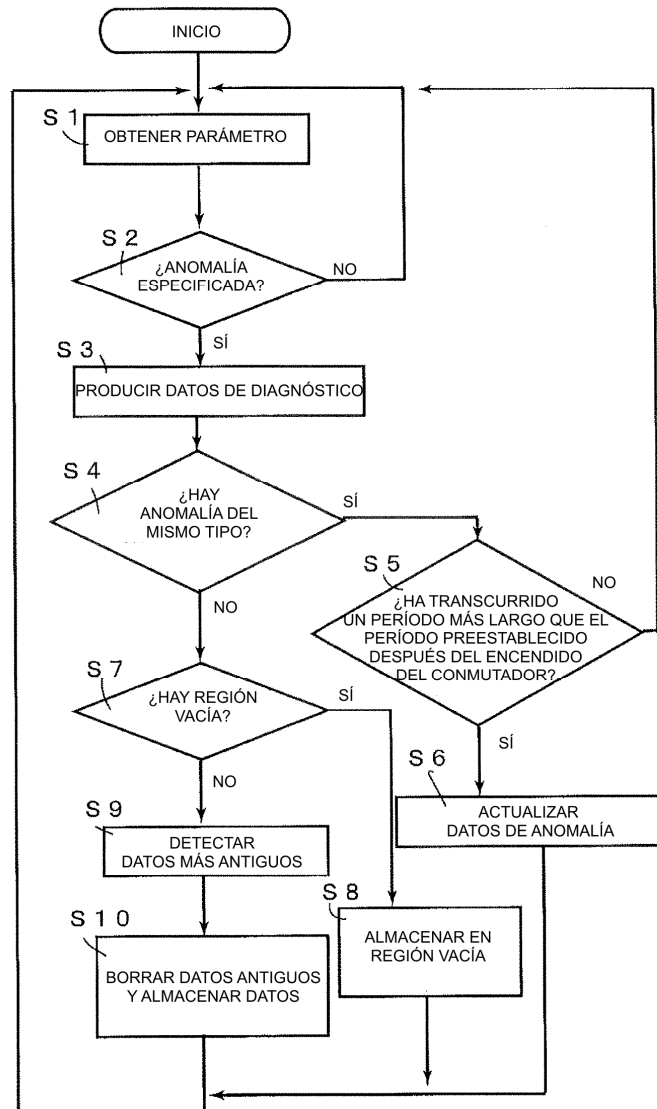 INICIO
S 1
OBTENER PARÁMETRO
S 2
¿ANOMALÍA
ESPECIFICADA?
NO
SÍ
S 3
PRODUCIR DATOS DE DIAGNÓSTICO
S 4
¿HAY
ANOMALÍA DEL
MISMO TIPO?
SÍ
NO
S 5
¿HA TRANSCURRIDO
UN PERÍODO MÁS LARGO QUE EL
PERÍODO PREESTABLECIDO
DESPUÉS DEL ENCENDIDO
DEL CONMUTADOR?
NO
SÍ
S 7
¿HAY REGIÓN
VACÍA?
SÍ
NO
S 6
ACTUALIZAR
DATOS DE ANOMALÍA
S 9
DETECTAR
DATOS MÁS ANTIGUOS
S 8
ALMACENAR EN
REGIÓN VACÍA
S 1 0
BORRAR DATOS ANTIGUOS
Y ALMACENAR DATOS